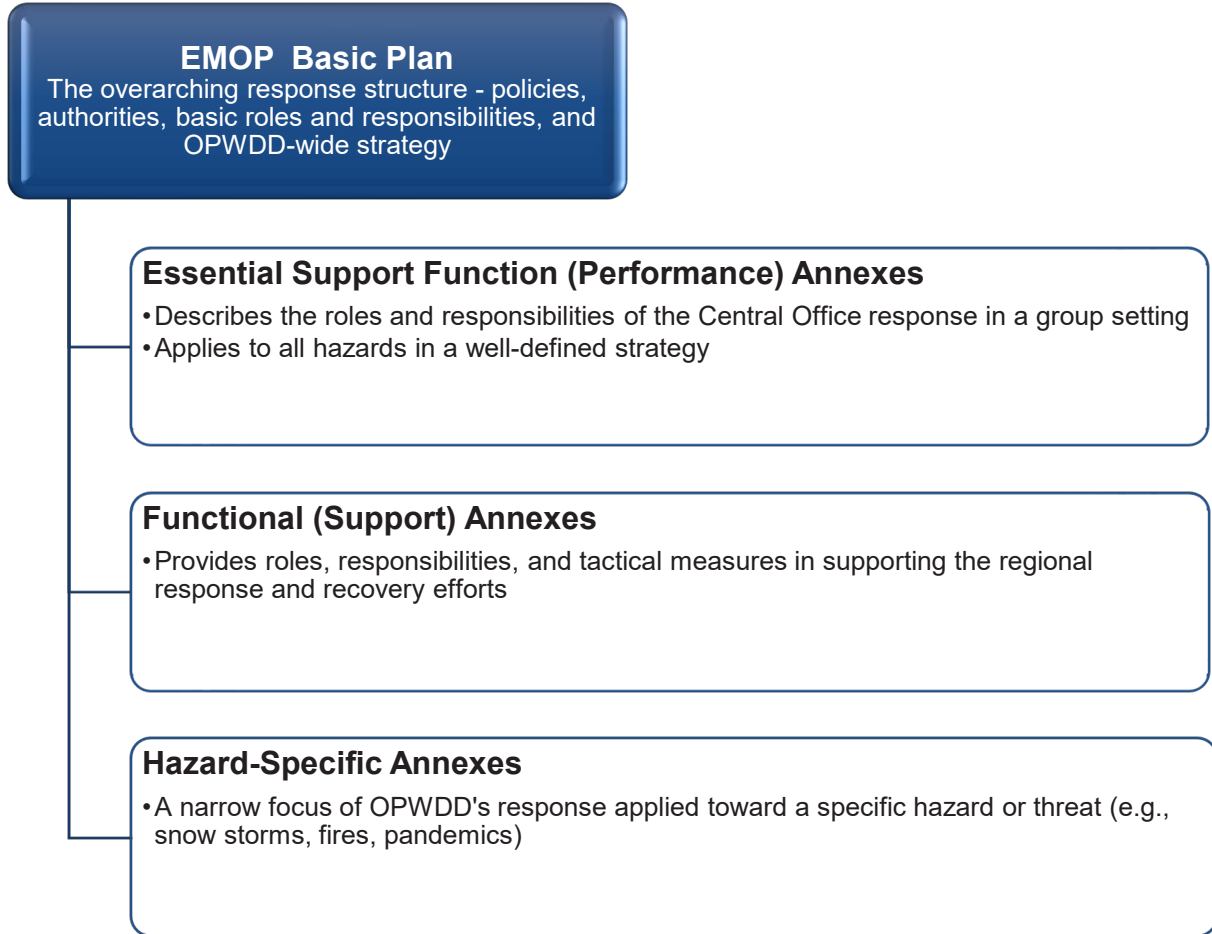 EMOP  Basic Plan
The overarching response structure - policies,
authorities, basic roles and responsibilities, and
OPWDD-wide strategy
Essential Support Function (Performance) Annexes
•Describes the roles and responsibilities of the Central Office response in a group setting
•Applies to all hazards in a well-defined strategy
Functional (Support) Annexes
•Provides roles, responsibilities, and tactical measures in supporting the regional
response and recovery efforts
Hazard-Specific Annexes
•A narrow focus of OPWDD's response applied toward a specific hazard or threat (e.g.,
snow storms, fires, pandemics)